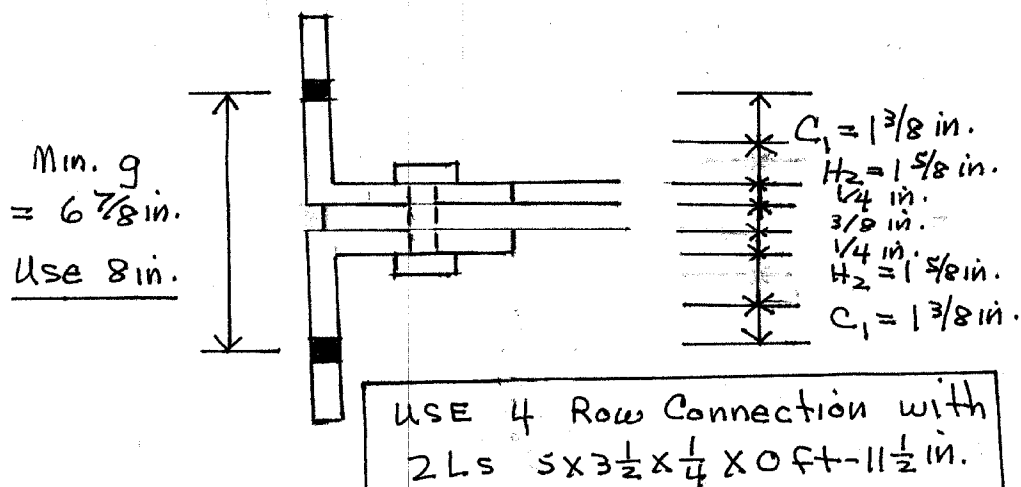 Min. g
= 6 7/8 in.
Use 8 in.
C1 = 1 3/8 in.
H2 = 1 5/8 in.
1/4 in.
3/8 in.
1/4 in.
H2 = 1 5/8 in.
C1 = 1 3/8 in.
USE 4 Row Connection with
2Ls 5x3 1/2 x 1/4 x 0 ft-11 1/2 in.